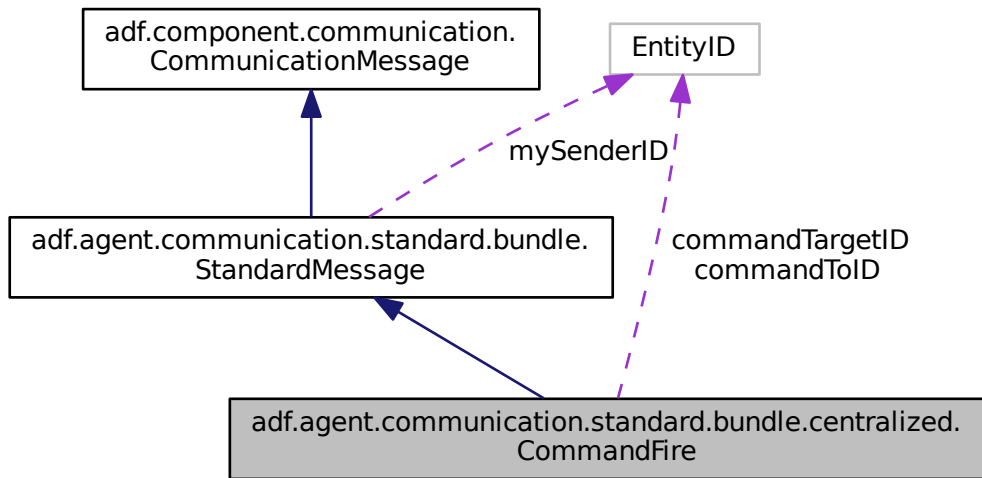 adf.component.communication.
CommunicationMessage
EntityID
mySenderID
adf.agent.communication.standard.bundle.
StandardMessage
commandTargetID
commandToID
adf.agent.communication.standard.bundle.centralized.
CommandFire